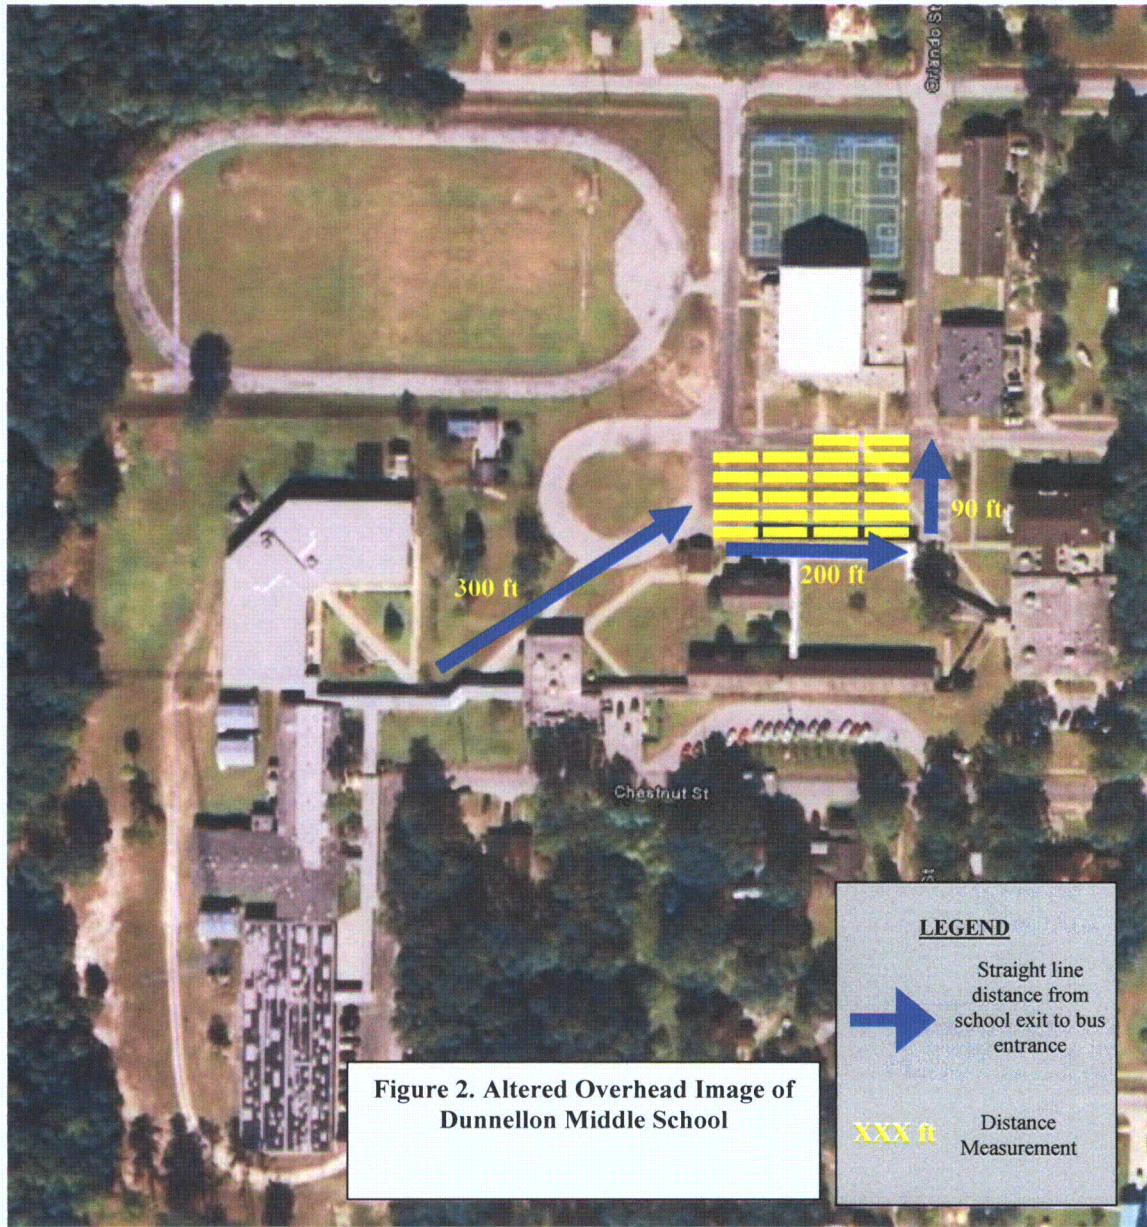 Orlando St
90 ft
200 ft
300 ft
Chestnut St
St
LEGEND
Straight line
distance from
school exit to bus
entrance
XXX ft
Distance
Measurement
Figure 2. Altered Overhead Image of
Dunnellon Middle School